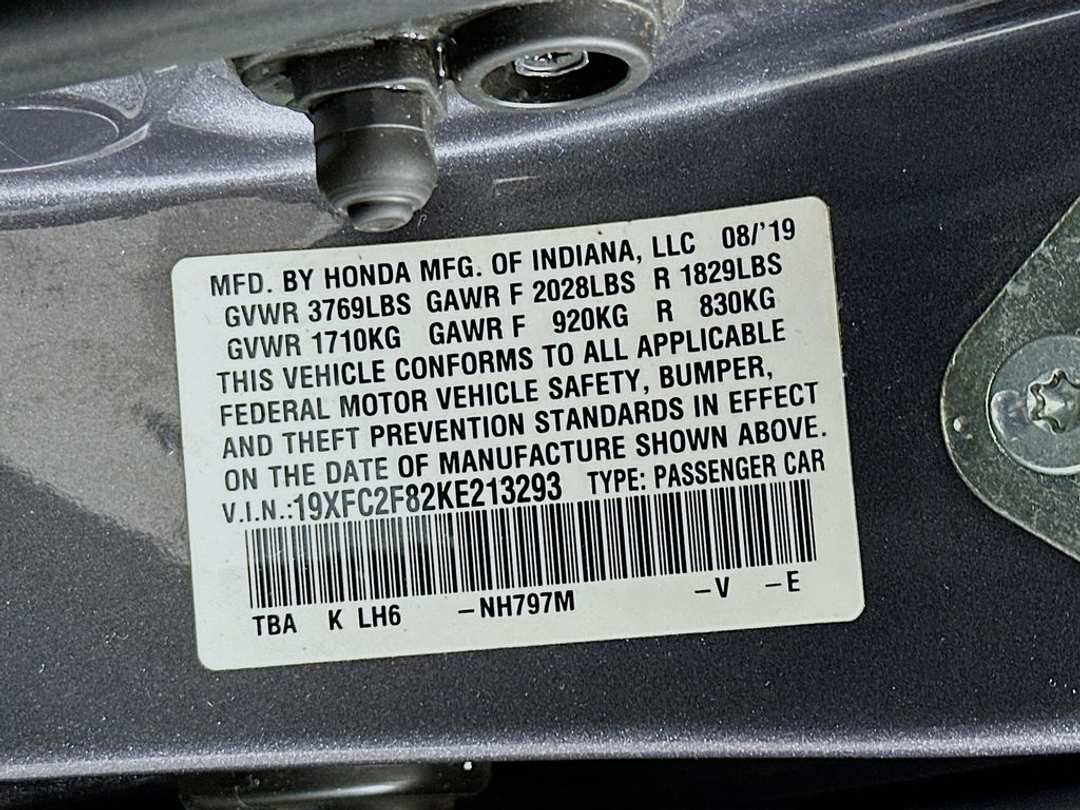 MFD. BY HONDA MFG. OF INDIANA, LLC 08/'19
GVWR 3769LBS GAWR F 2028LBS R 1829LBS
GVWR 1710KG GAWR F 920KG R 830KG
THIS VEHICLE CONFORMS TO ALL APPLICABLE
FEDERAL MOTOR VEHICLE SAFETY, BUMPER,
AND THEFT PREVENTION STANDARDS IN EFFECT
ON THE DATE OF MANUFACTURE SHOWN ABOVE.
V.I.N.:19XFC2F82KE213293 TYPE: PASSENGER CAR
TBA K LH6 –NH797M –V –E